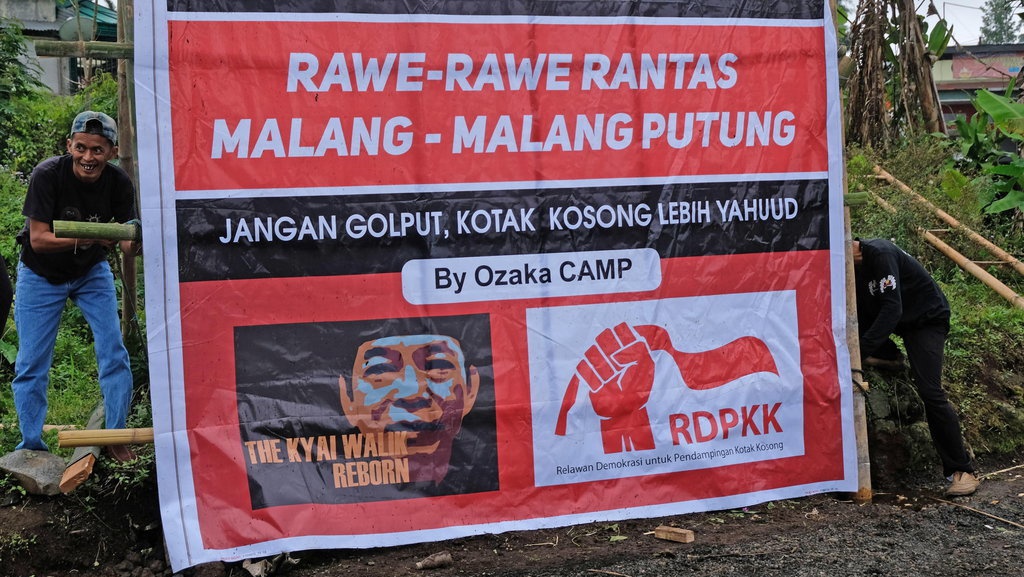 RAWE-RAWE RANTAS
MALANG - MALANG PUTUNG
JANGAN GOLPUT, KOTAK KOSONG LEBIH YAHUUD
By Ozaka CAMP
THE KYAI WALIK
REBORN
RDPKK
Relawan Demokrasi untuk Pendampingan Kotak Kosong